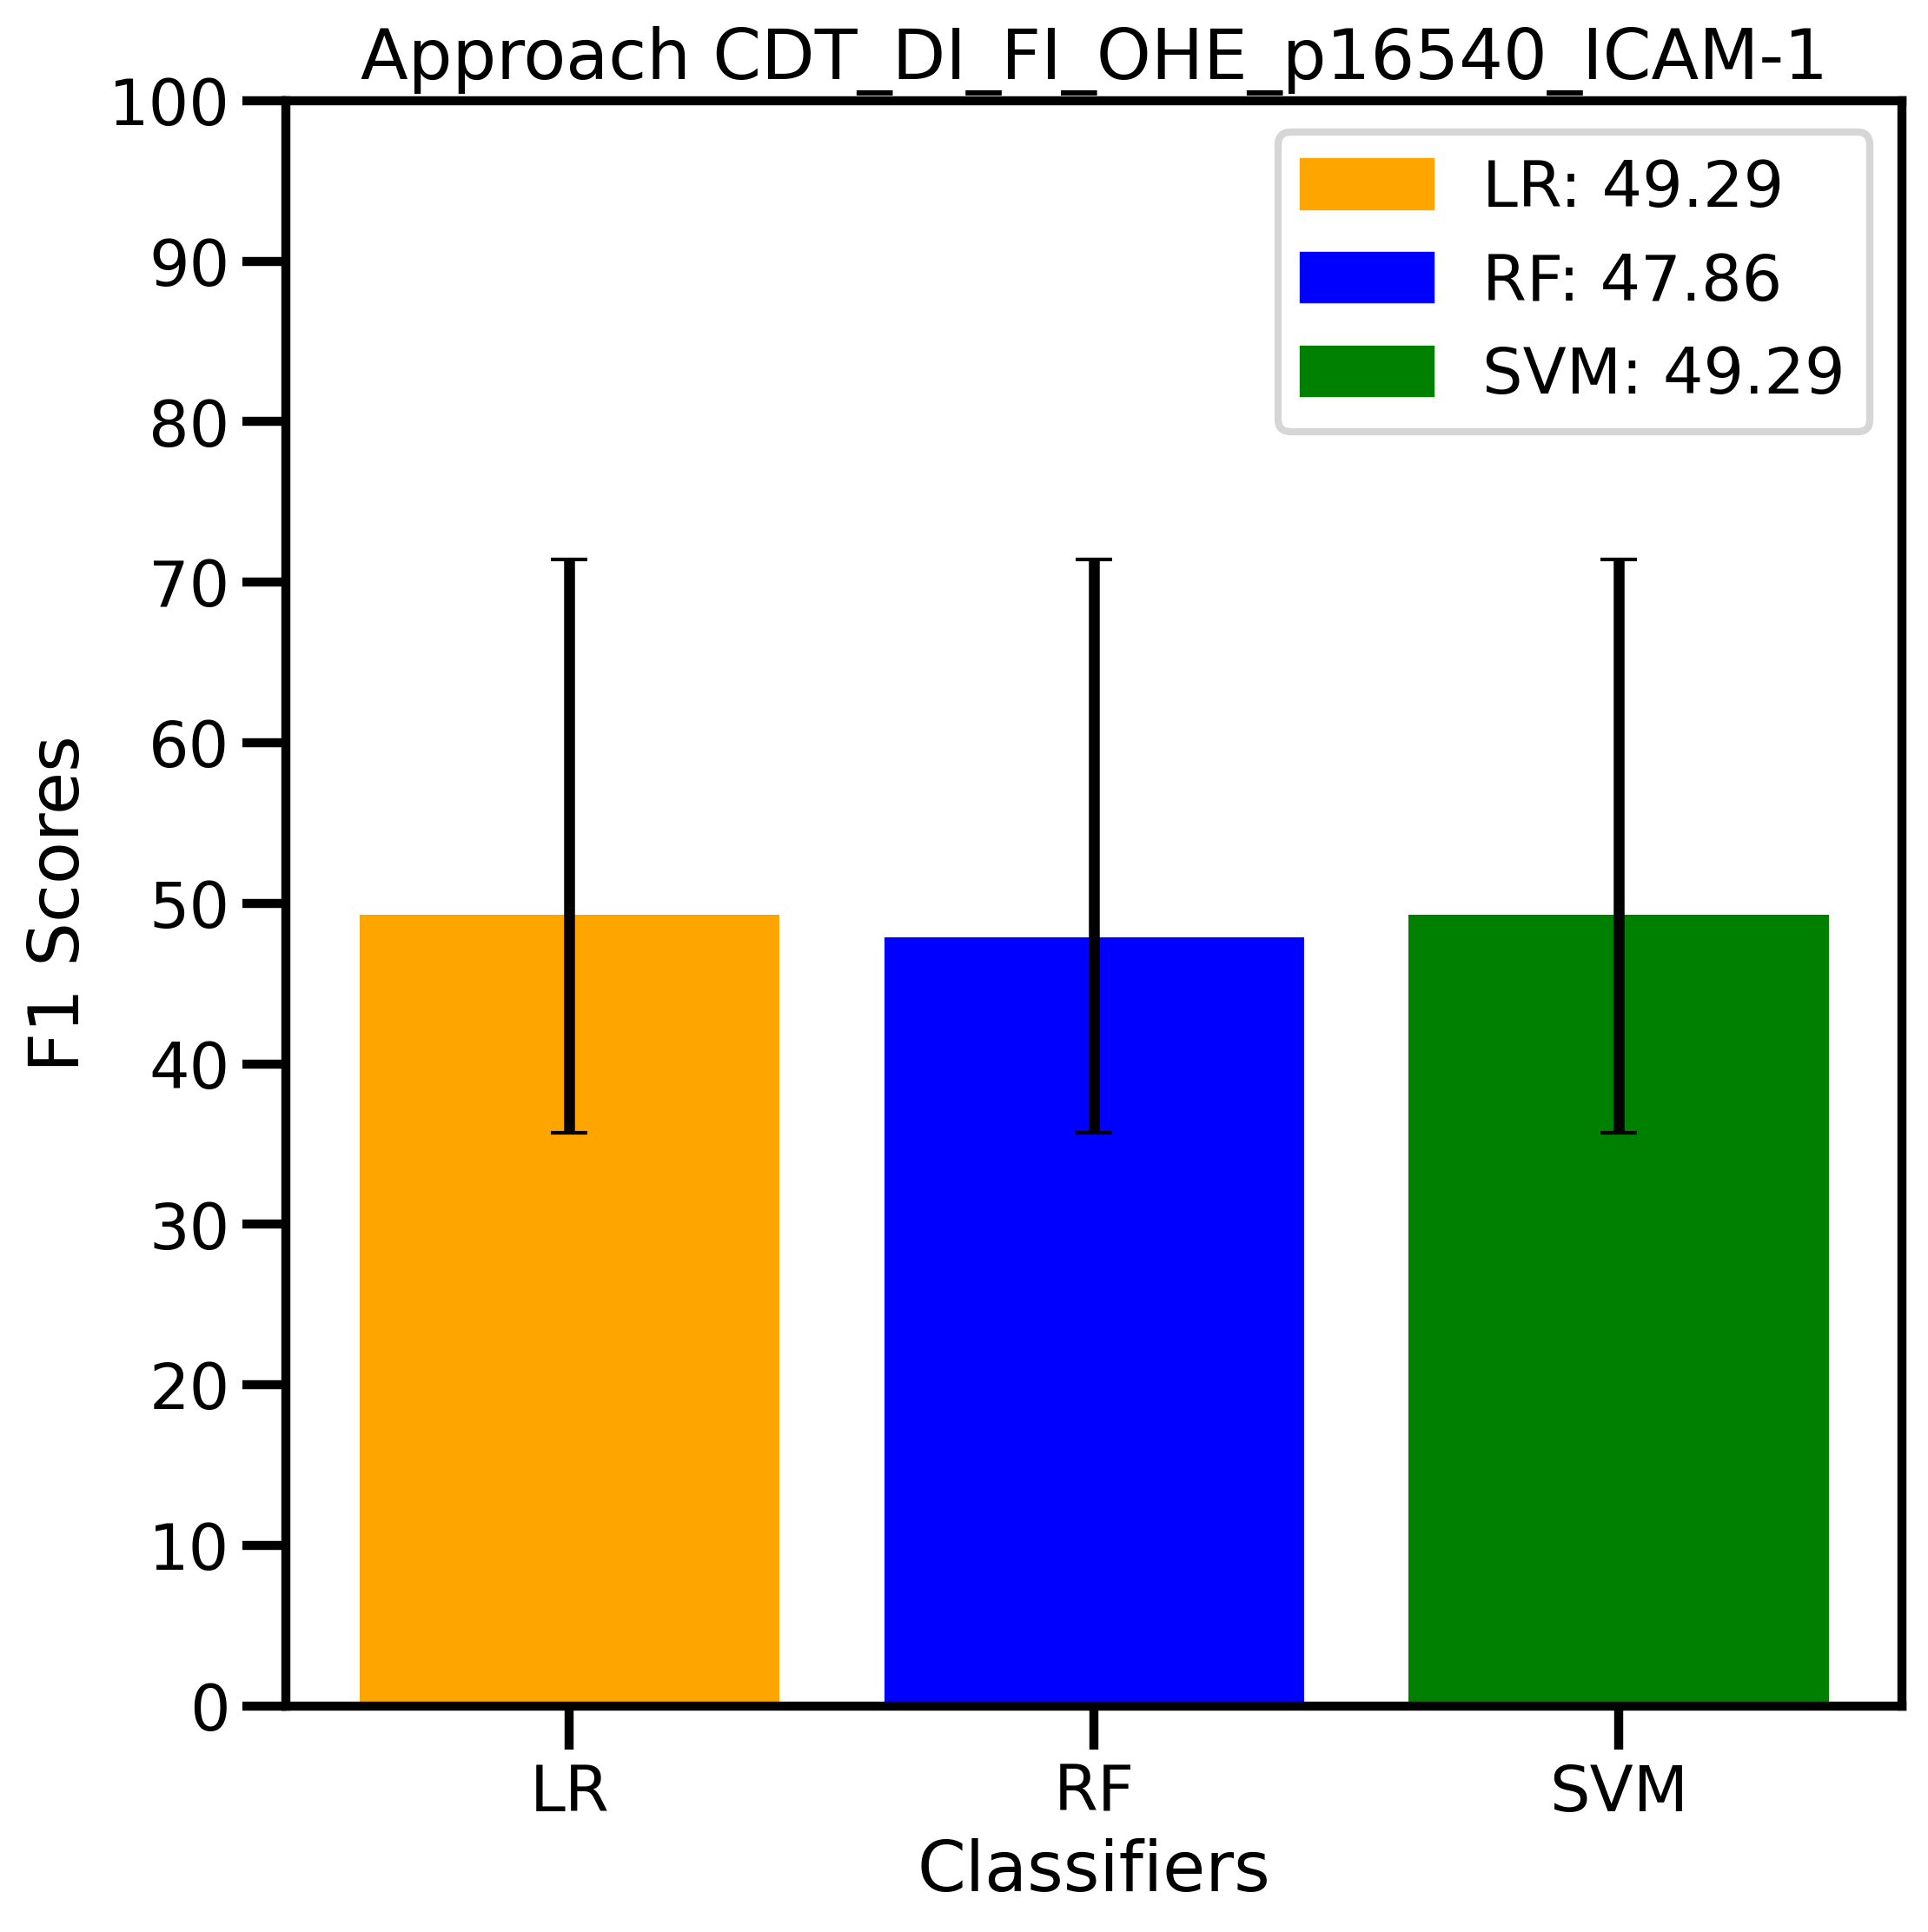 Approach CDT_DI_FI_OHE_p16540_ICAM-1
LR: 49.29
RF: 47.86
SVM: 49.29
F1 Scores
100
90
80
70
60
50
40
30
20
10
0
LR
RF
SVM
Classifiers